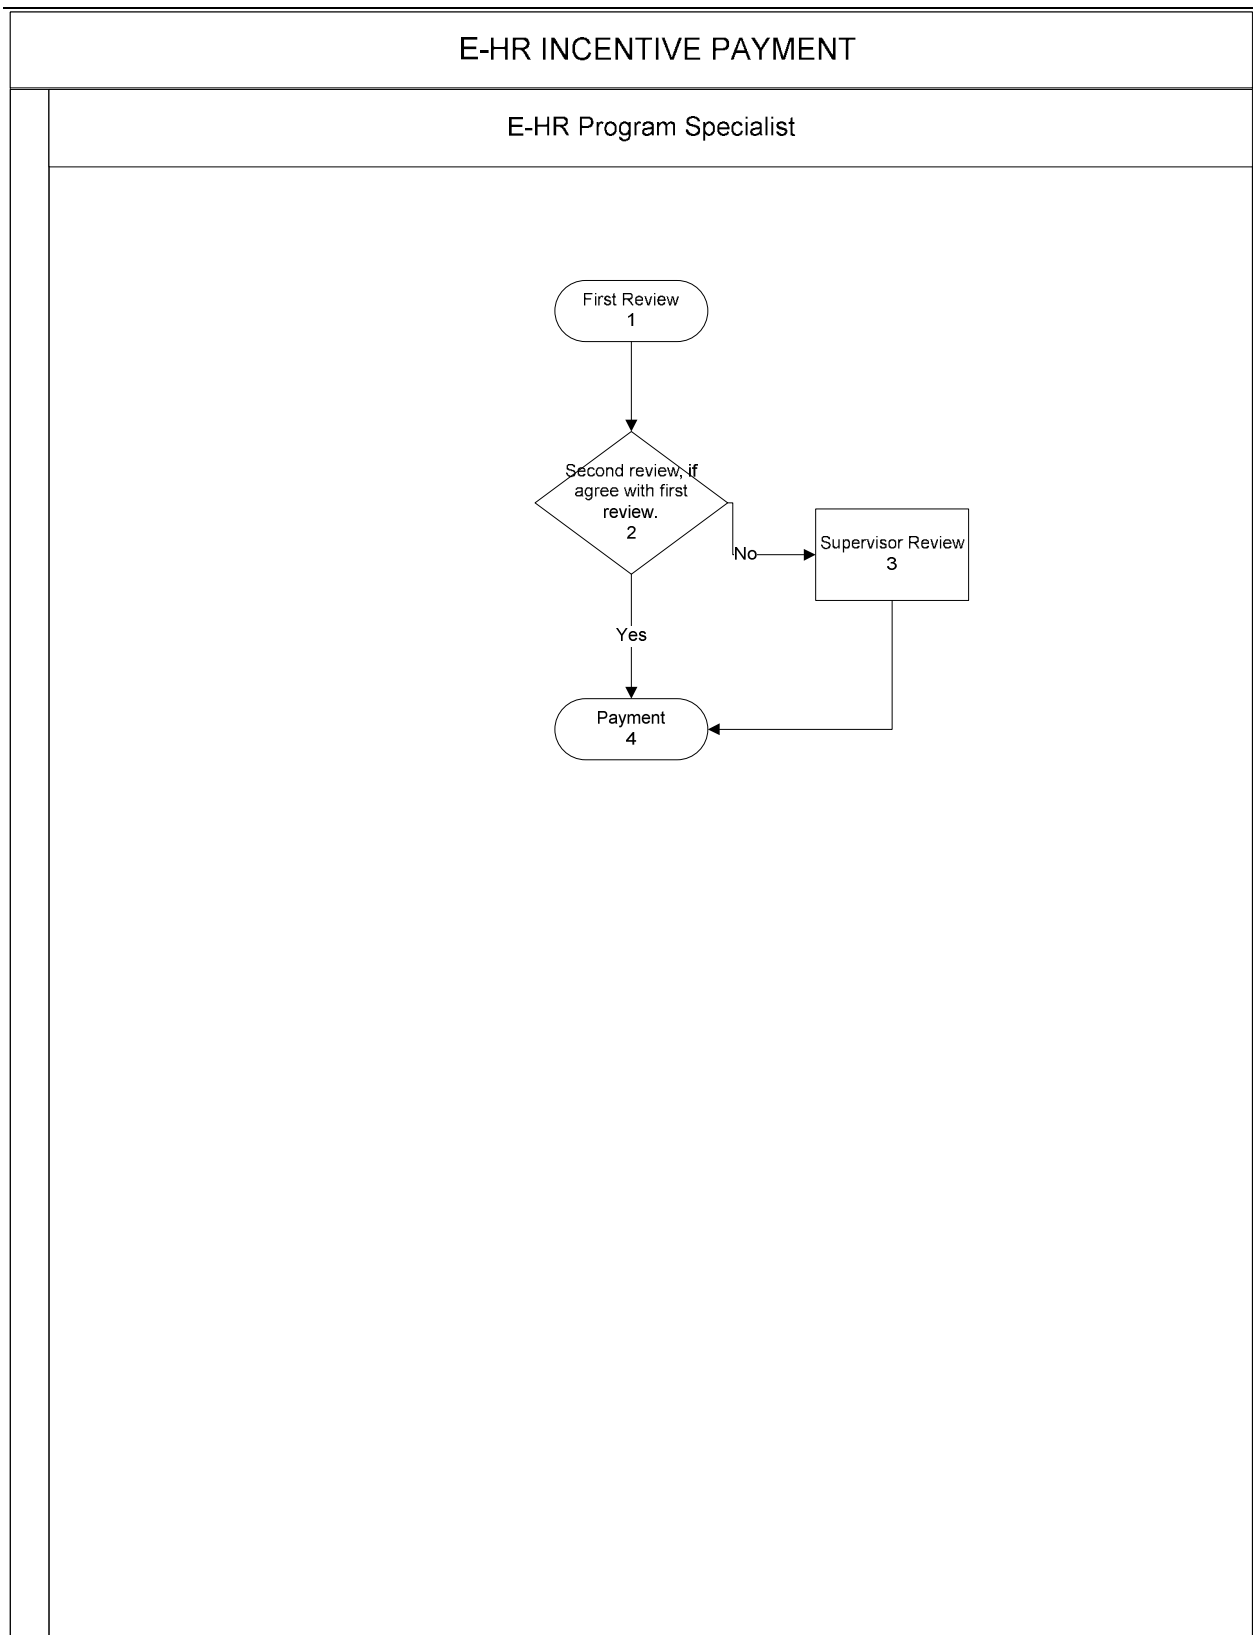 E-HR INCENTIVE PAYMENT
E-HR Program Specialist
First Review
1
Second review, if
agree with first
review.
2
No
Supervisor Review
3
Yes
Payment
4